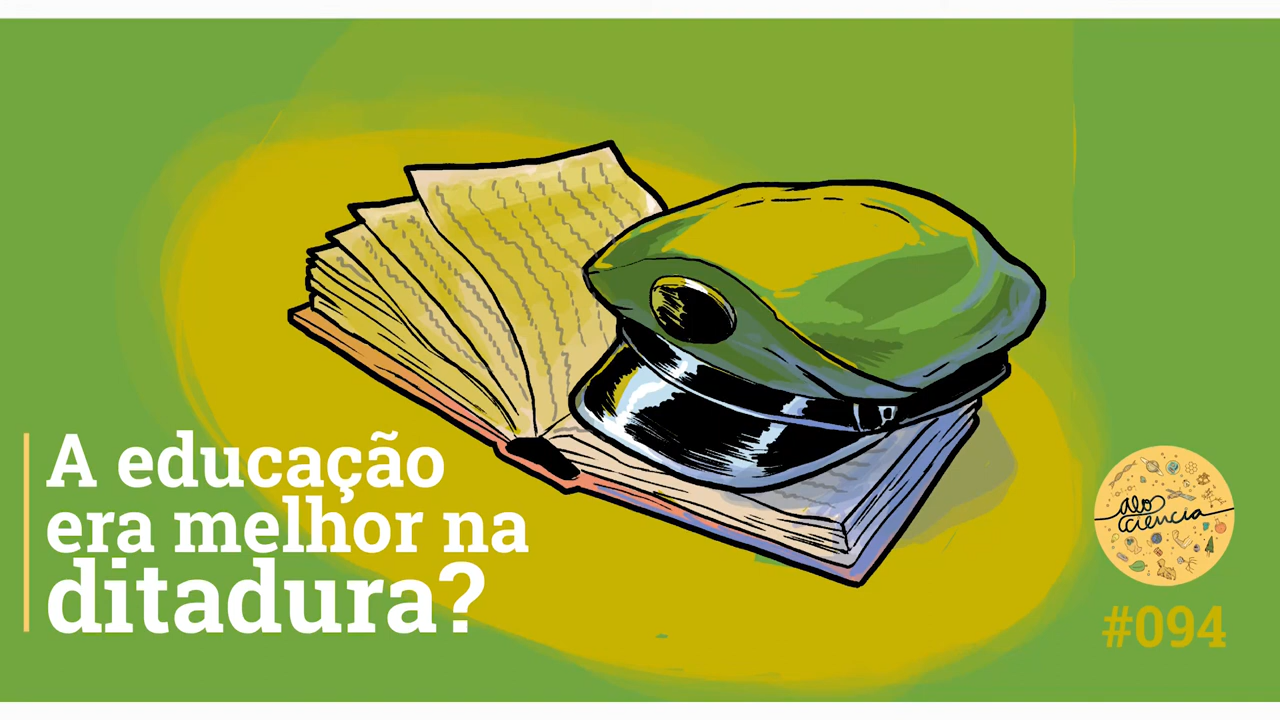 A educação
era melhor na
ditadura?
alô
ciência
#094